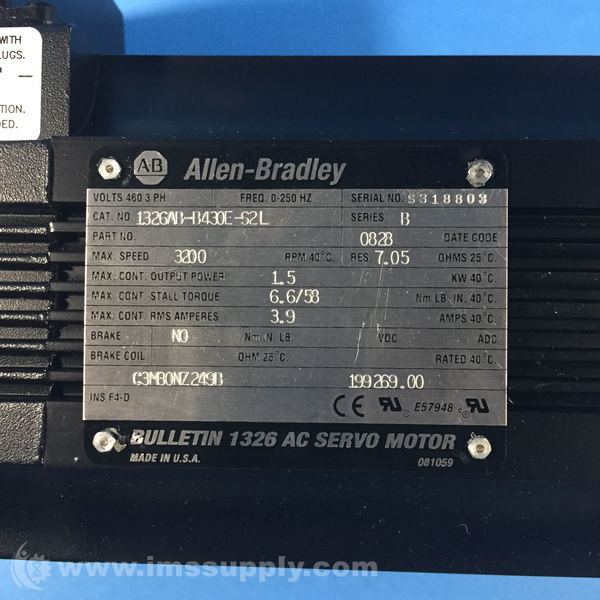 WITH
LUGS.
TION.
DED.
AB Allen-Bradley
VOLTS 460 3 PH FREQ. 0-250 HZ SERIAL NO. S318803
CAT. NO. 1326AB-B430E-S2L SERIES B
PART NO. 0828 DATE CODE
MAX. SPEED 3200 RPM 40°C. RES. 7.05 OHMS 25°C.
MAX. CONT. OUTPUT POWER 1.5 KW 40°C.
MAX. CONT. STALL TORQUE 6.6/58 Nm LB. IN. 40°C.
MAX. CONT. RMS AMPERES 3.9 AMPS 40°C.
BRAKE NO Nm/N. LB. VDC ADC
BRAKE COIL OHM 25°C. RATED 40°C.
C3MB0NZ249B 199269.00
INS F4-D CE E57948
BULLETIN 1326 AC SERVO MOTOR
MADE IN U.S.A. 081059
© www.imssupply.com